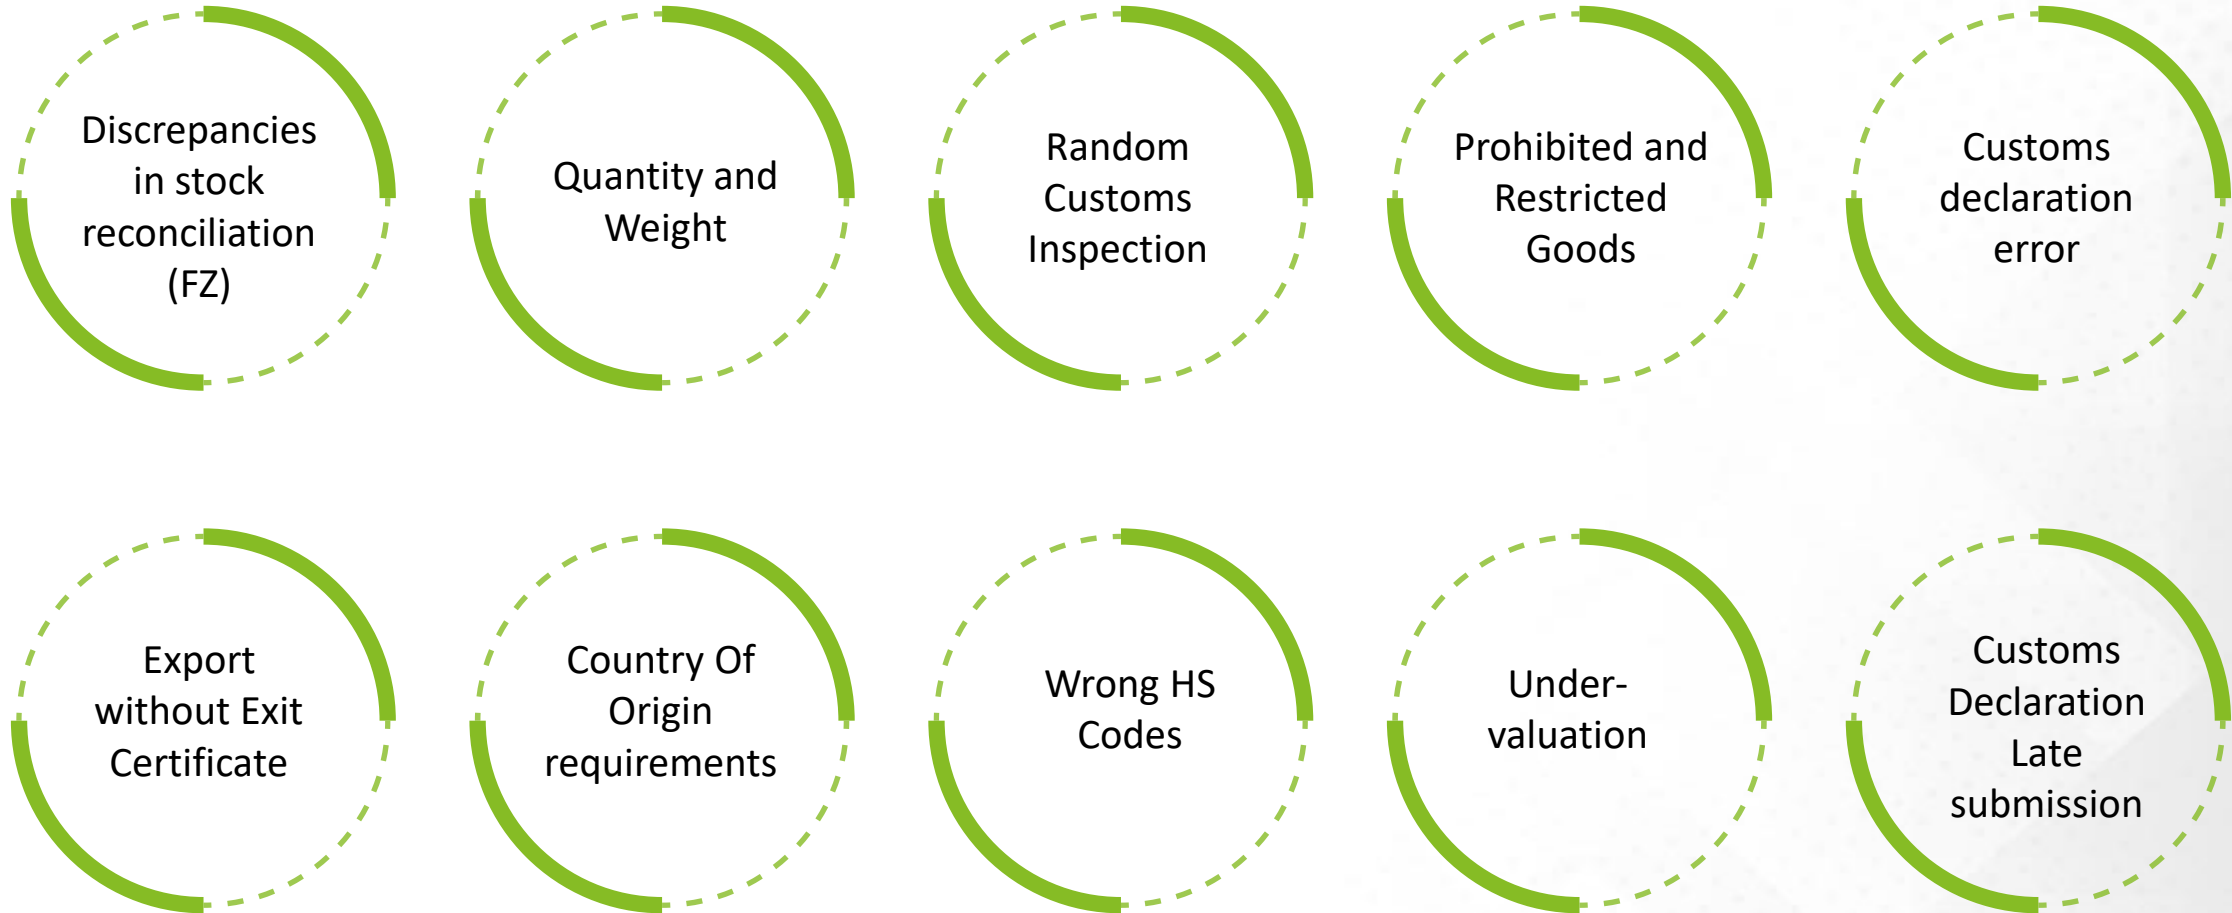 Discrepancies
in stock
reconciliation
(FZ)
Quantity and
Weight
Random
Customs
Inspection
Prohibited and
Restricted
Goods
Customs
declaration
error
Export
without Exit
Certificate
Country Of
Origin
requirements
Wrong HS
Codes
Under-
valuation
Customs
Declaration
Late
submission